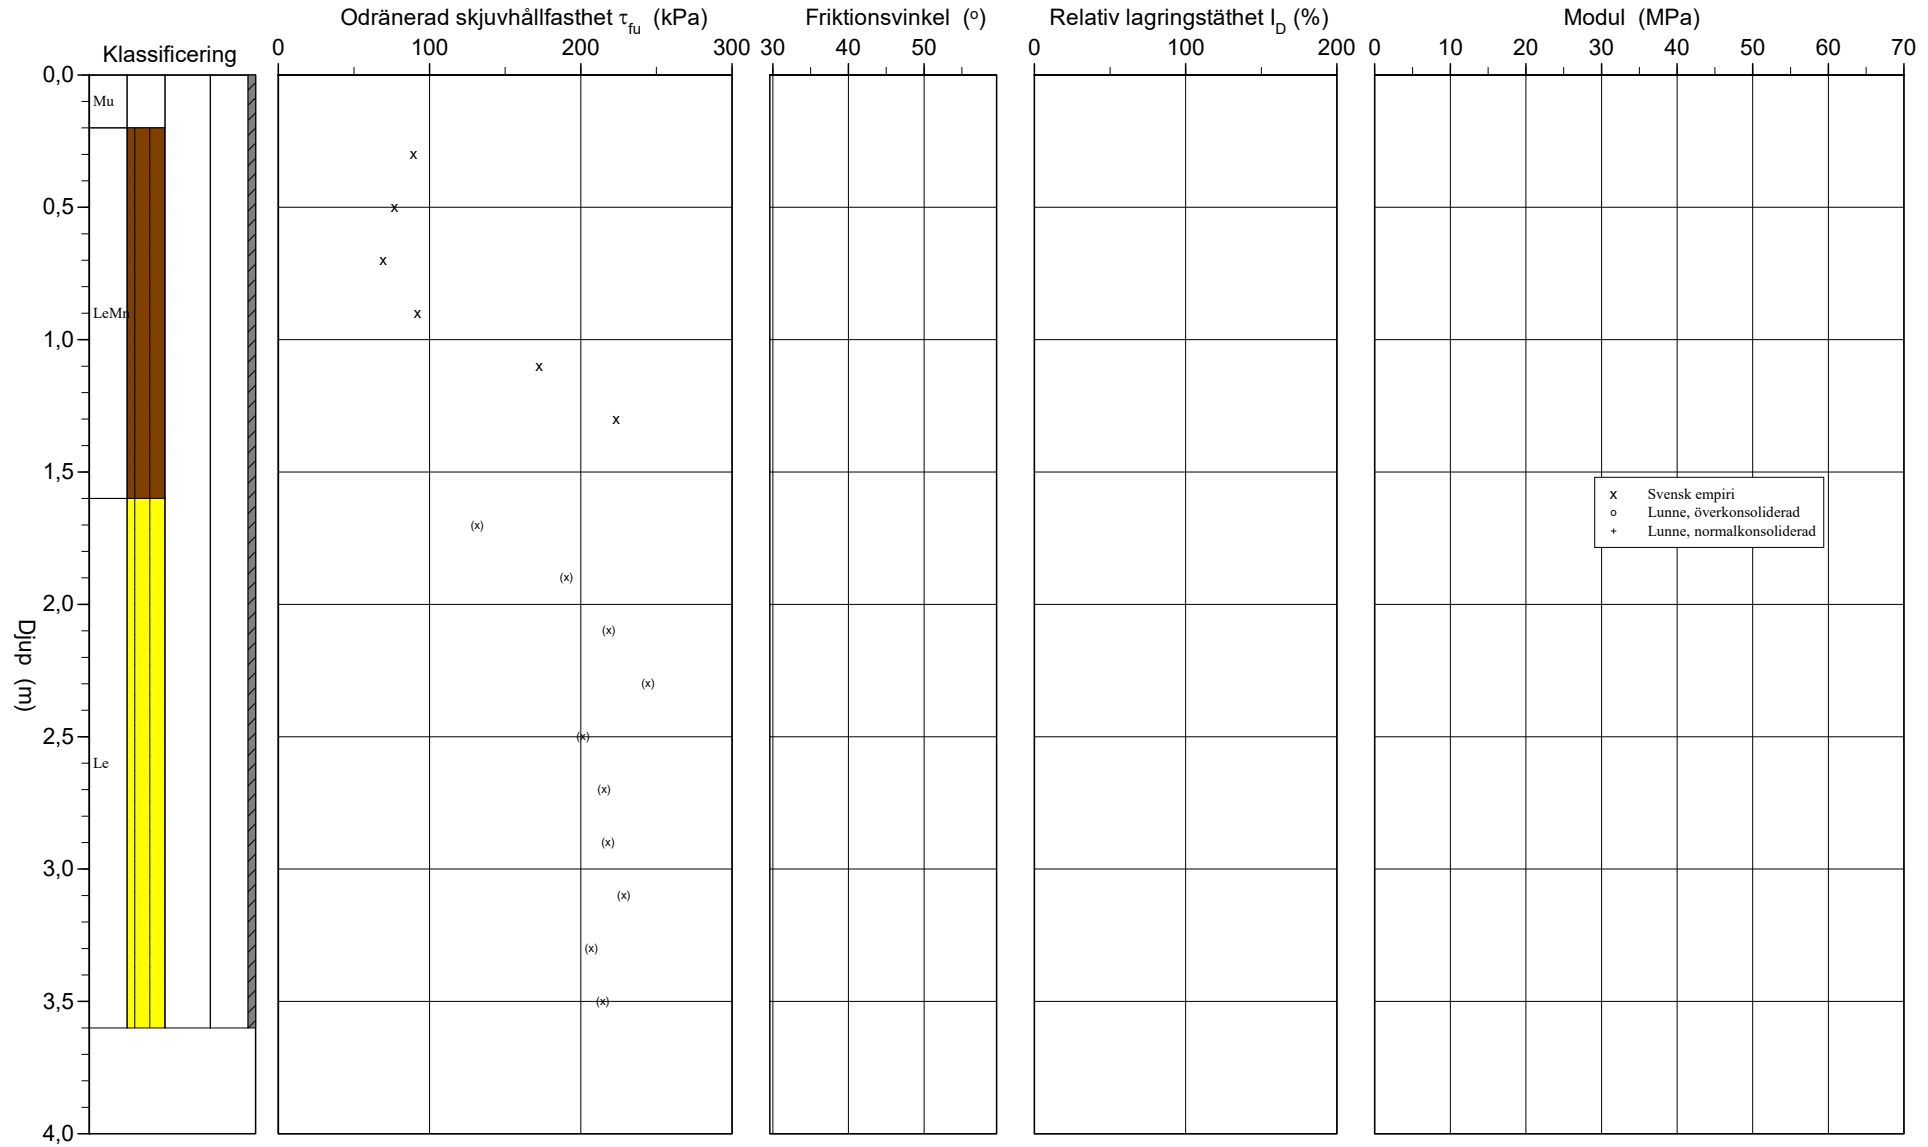 Odränerad skjuvhållfasthet τfu (kPa)
Friktionsvinkel (o)
Relativ lagringstäthet ID (%)
Modul (MPa)
Klassificering
0 100 200 300
30 40 50
0 100 200
0 10 20 30 40 50 60 70
0,0
Mu
0,5
LeMn
1,0
1,5
x Svensk empiri
o Lunne, överkonsoliderad
+ Lunne, normalkonsoliderad
2,0
Djup (m)
2,5
Le
3,0
3,5
4,0